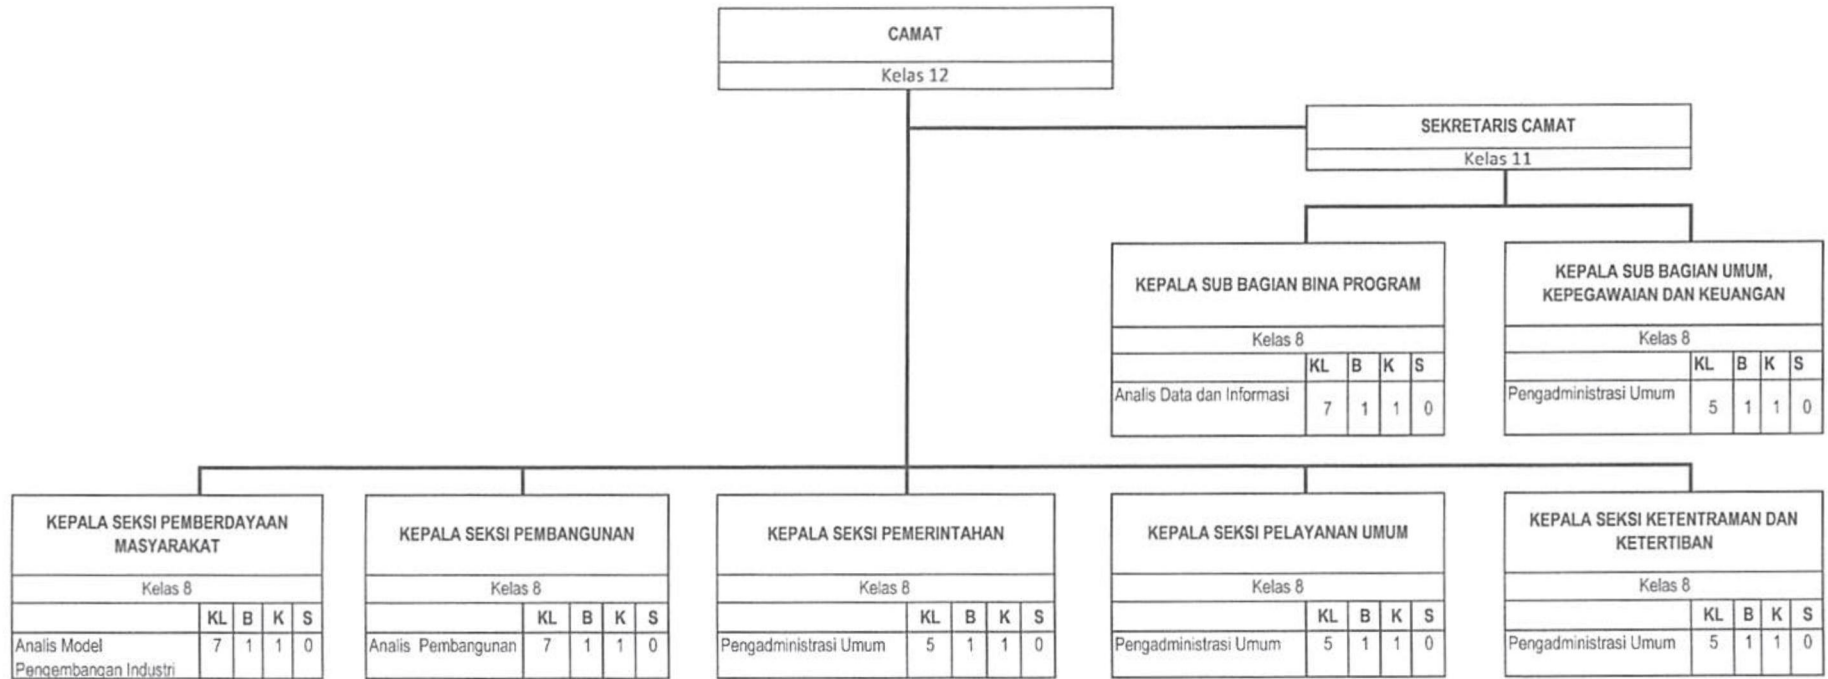 CAMAT
Kelas 12
SEKRETARIS CAMAT
Kelas 11
KEPALA SUB BAGIAN BINA PROGRAM
Kelas 8
KL B K S
Analis Data dan Informasi 7 1 1 0
KEPALA SUB BAGIAN UMUM,
KEPEGAWAIAN DAN KEUANGAN
Kelas 8
KL B K S
Pengadministrasi Umum 5 1 1 0
KEPALA SEKSI PEMBERDAYAAN
MASYARAKAT
Kelas 8
KL B K S
Analis Model 7 1 1 0
Pengembangan Industri
KEPALA SEKSI PEMBANGUNAN
Kelas 8
KL B K S
Analis Pembangunan 7 1 1 0
KEPALA SEKSI PEMERINTAHAN
Kelas 8
KL B K S
Pengadministrasi Umum 5 1 1 0
KEPALA SEKSI PELAYANAN UMUM
Kelas 8
KL B K S
Pengadministrasi Umum 5 1 1 0
KEPALA SEKSI KETENTRAMAN DAN
KETERTIBAN
Kelas 8
KL B K S
Pengadministrasi Umum 5 1 1 0